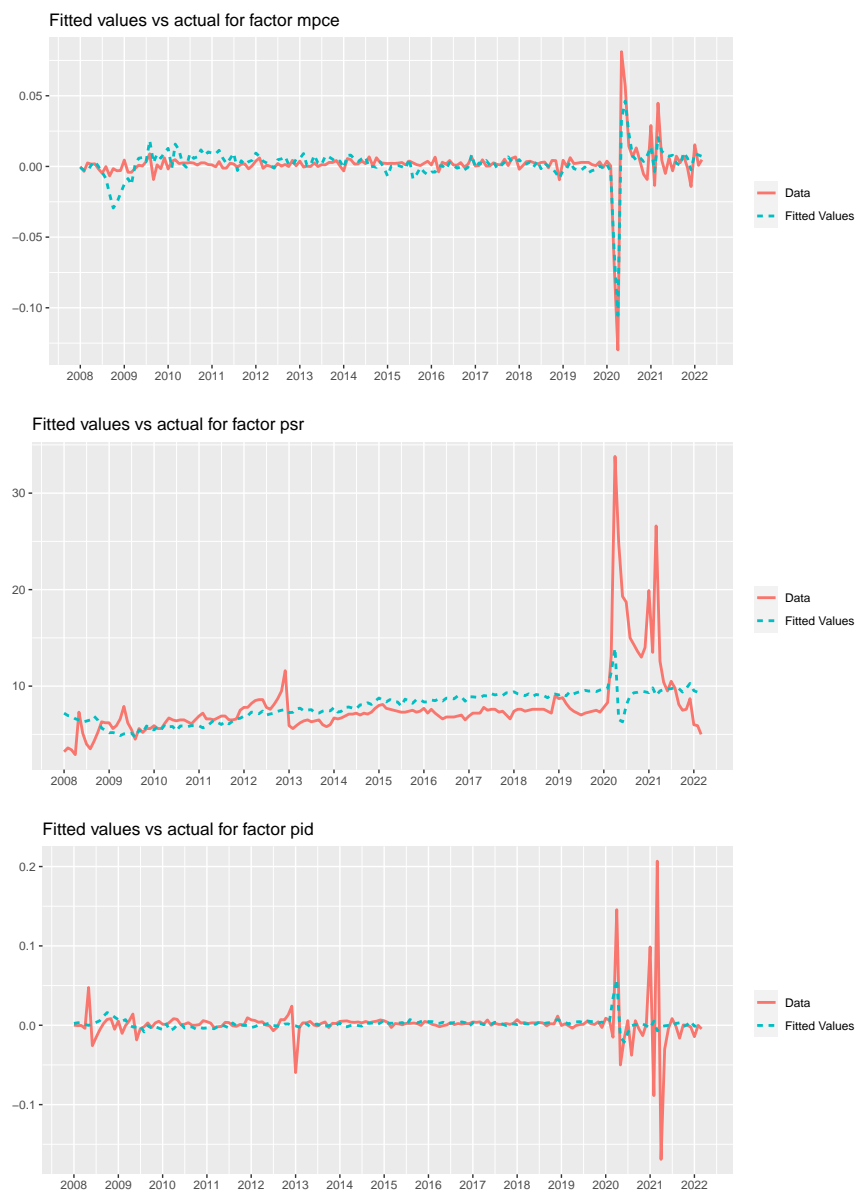 Fitted values vs actual for factor mpce
0.05
0.00
−0.05
−0.10
2008 2009 2010 2011 2012 2013 2014 2015 2016 2017 2018 2019 2020 2021 2022
Data
Fitted Values
Fitted values vs actual for factor psr
30
20
10
2008 2009 2010 2011 2012 2013 2014 2015 2016 2017 2018 2019 2020 2021 2022
Data
Fitted Values
Fitted values vs actual for factor pid
0.2
0.1
0.0
−0.1
2008 2009 2010 2011 2012 2013 2014 2015 2016 2017 2018 2019 2020 2021 2022
Data
Fitted Values